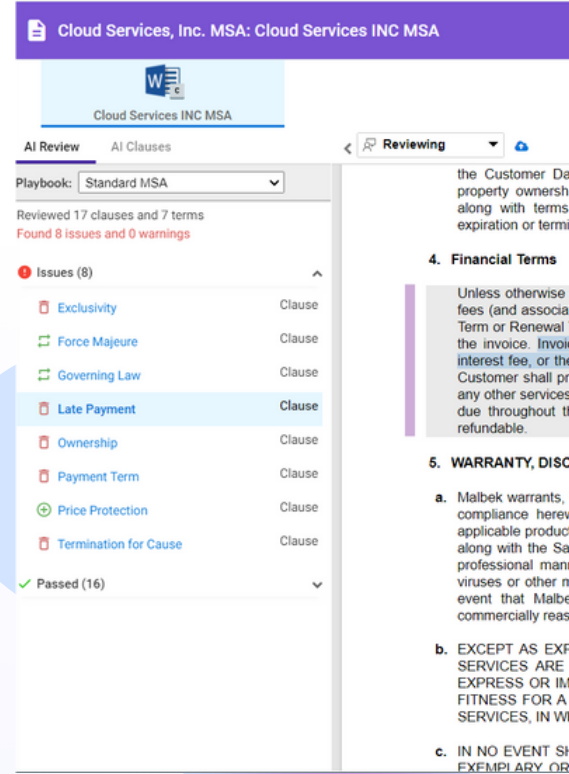 Cloud Services, Inc. MSA: Cloud Services INC MSA
Cloud Services INC MSA
AI Review AI Clauses
Playbook: Standard MSA
Reviewed 17 clauses and 7 terms
Found 8 issues and 0 warnings
Issues (8)
Exclusivity Clause
Force Majeure Clause
Governing Law Clause
Late Payment Clause
Ownership Clause
Payment Term Clause
Price Protection Clause
Termination for Cause Clause
Passed (16)
Reviewing
the Customer Da
property ownersh
along with terms
expiration or termi
4. Financial Terms
Unless otherwise
fees (and associa
Term or Renewal
the invoice. Invoi
interest fee, or the
Customer shall pr
any other services
due throughout th
refundable.
5. WARRANTY, DISC
a. Malbek warrants,
compliance herew
applicable product
along with the Sa
professional mann
viruses or other m
event that Malbe
commercially reas
b. EXCEPT AS EXP
SERVICES ARE
EXPRESS OR IM
FITNESS FOR A
SERVICES, IN WH
c. IN NO EVENT SH
EXEMPLARY OR